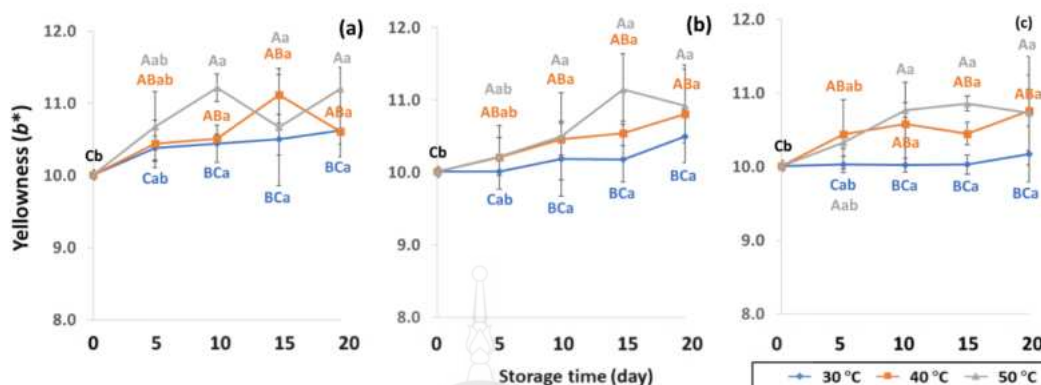 Yellowness (b*)
12.0
11.0
10.0
9.0
8.0
(a)
Cb
Aab
ABab
Cab
Aa
ABa
BCa
Aa
ABa
BCa
Aa
ABa
BCa
0 5 10 15 20
12.0
11.0
10.0
9.0
8.0
(b)
Cb
Aab
ABab
Cab
Aa
ABa
BCa
Aa
ABa
BCa
Aa
ABa
BCa
0 5 10 15 20
12.0
11.0
10.0
9.0
8.0
(c)
Cb
ABab
Cab
Aab
Aa
ABa
BCa
Aa
ABa
BCa
Aa
ABa
BCa
0 5 10 15 20
Storage time (day)
30 °C 40 °C 50 °C